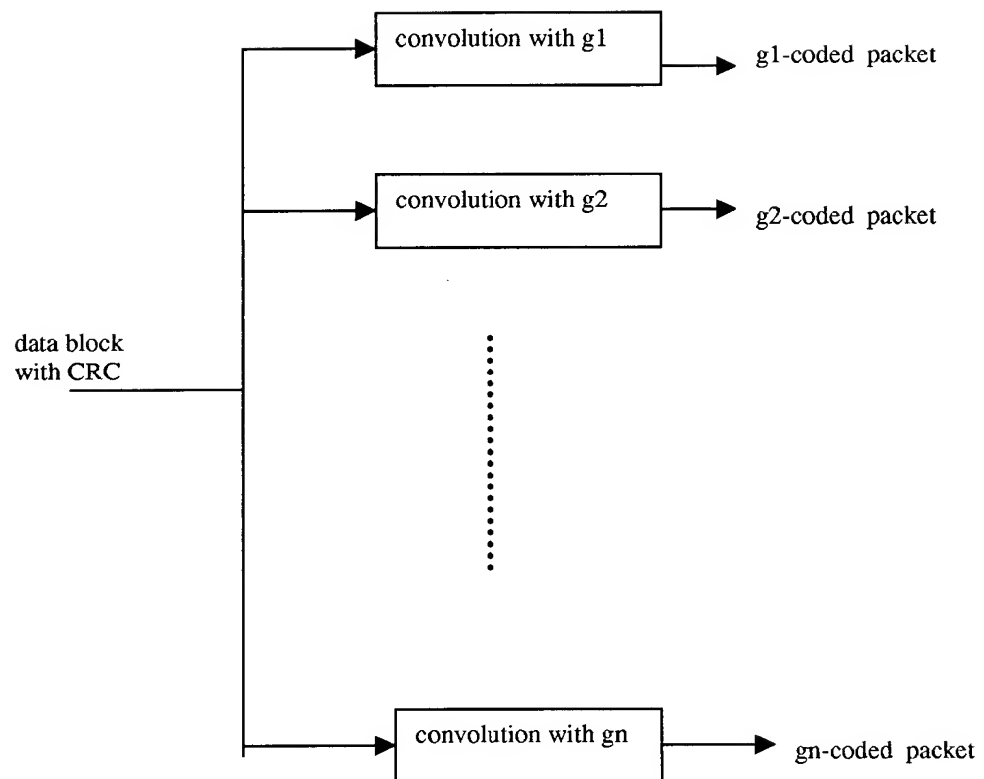 convolution with g1
g1-coded packet
convolution with g2
g2-coded packet
data block
with CRC
convolution with gn
gn-coded packet